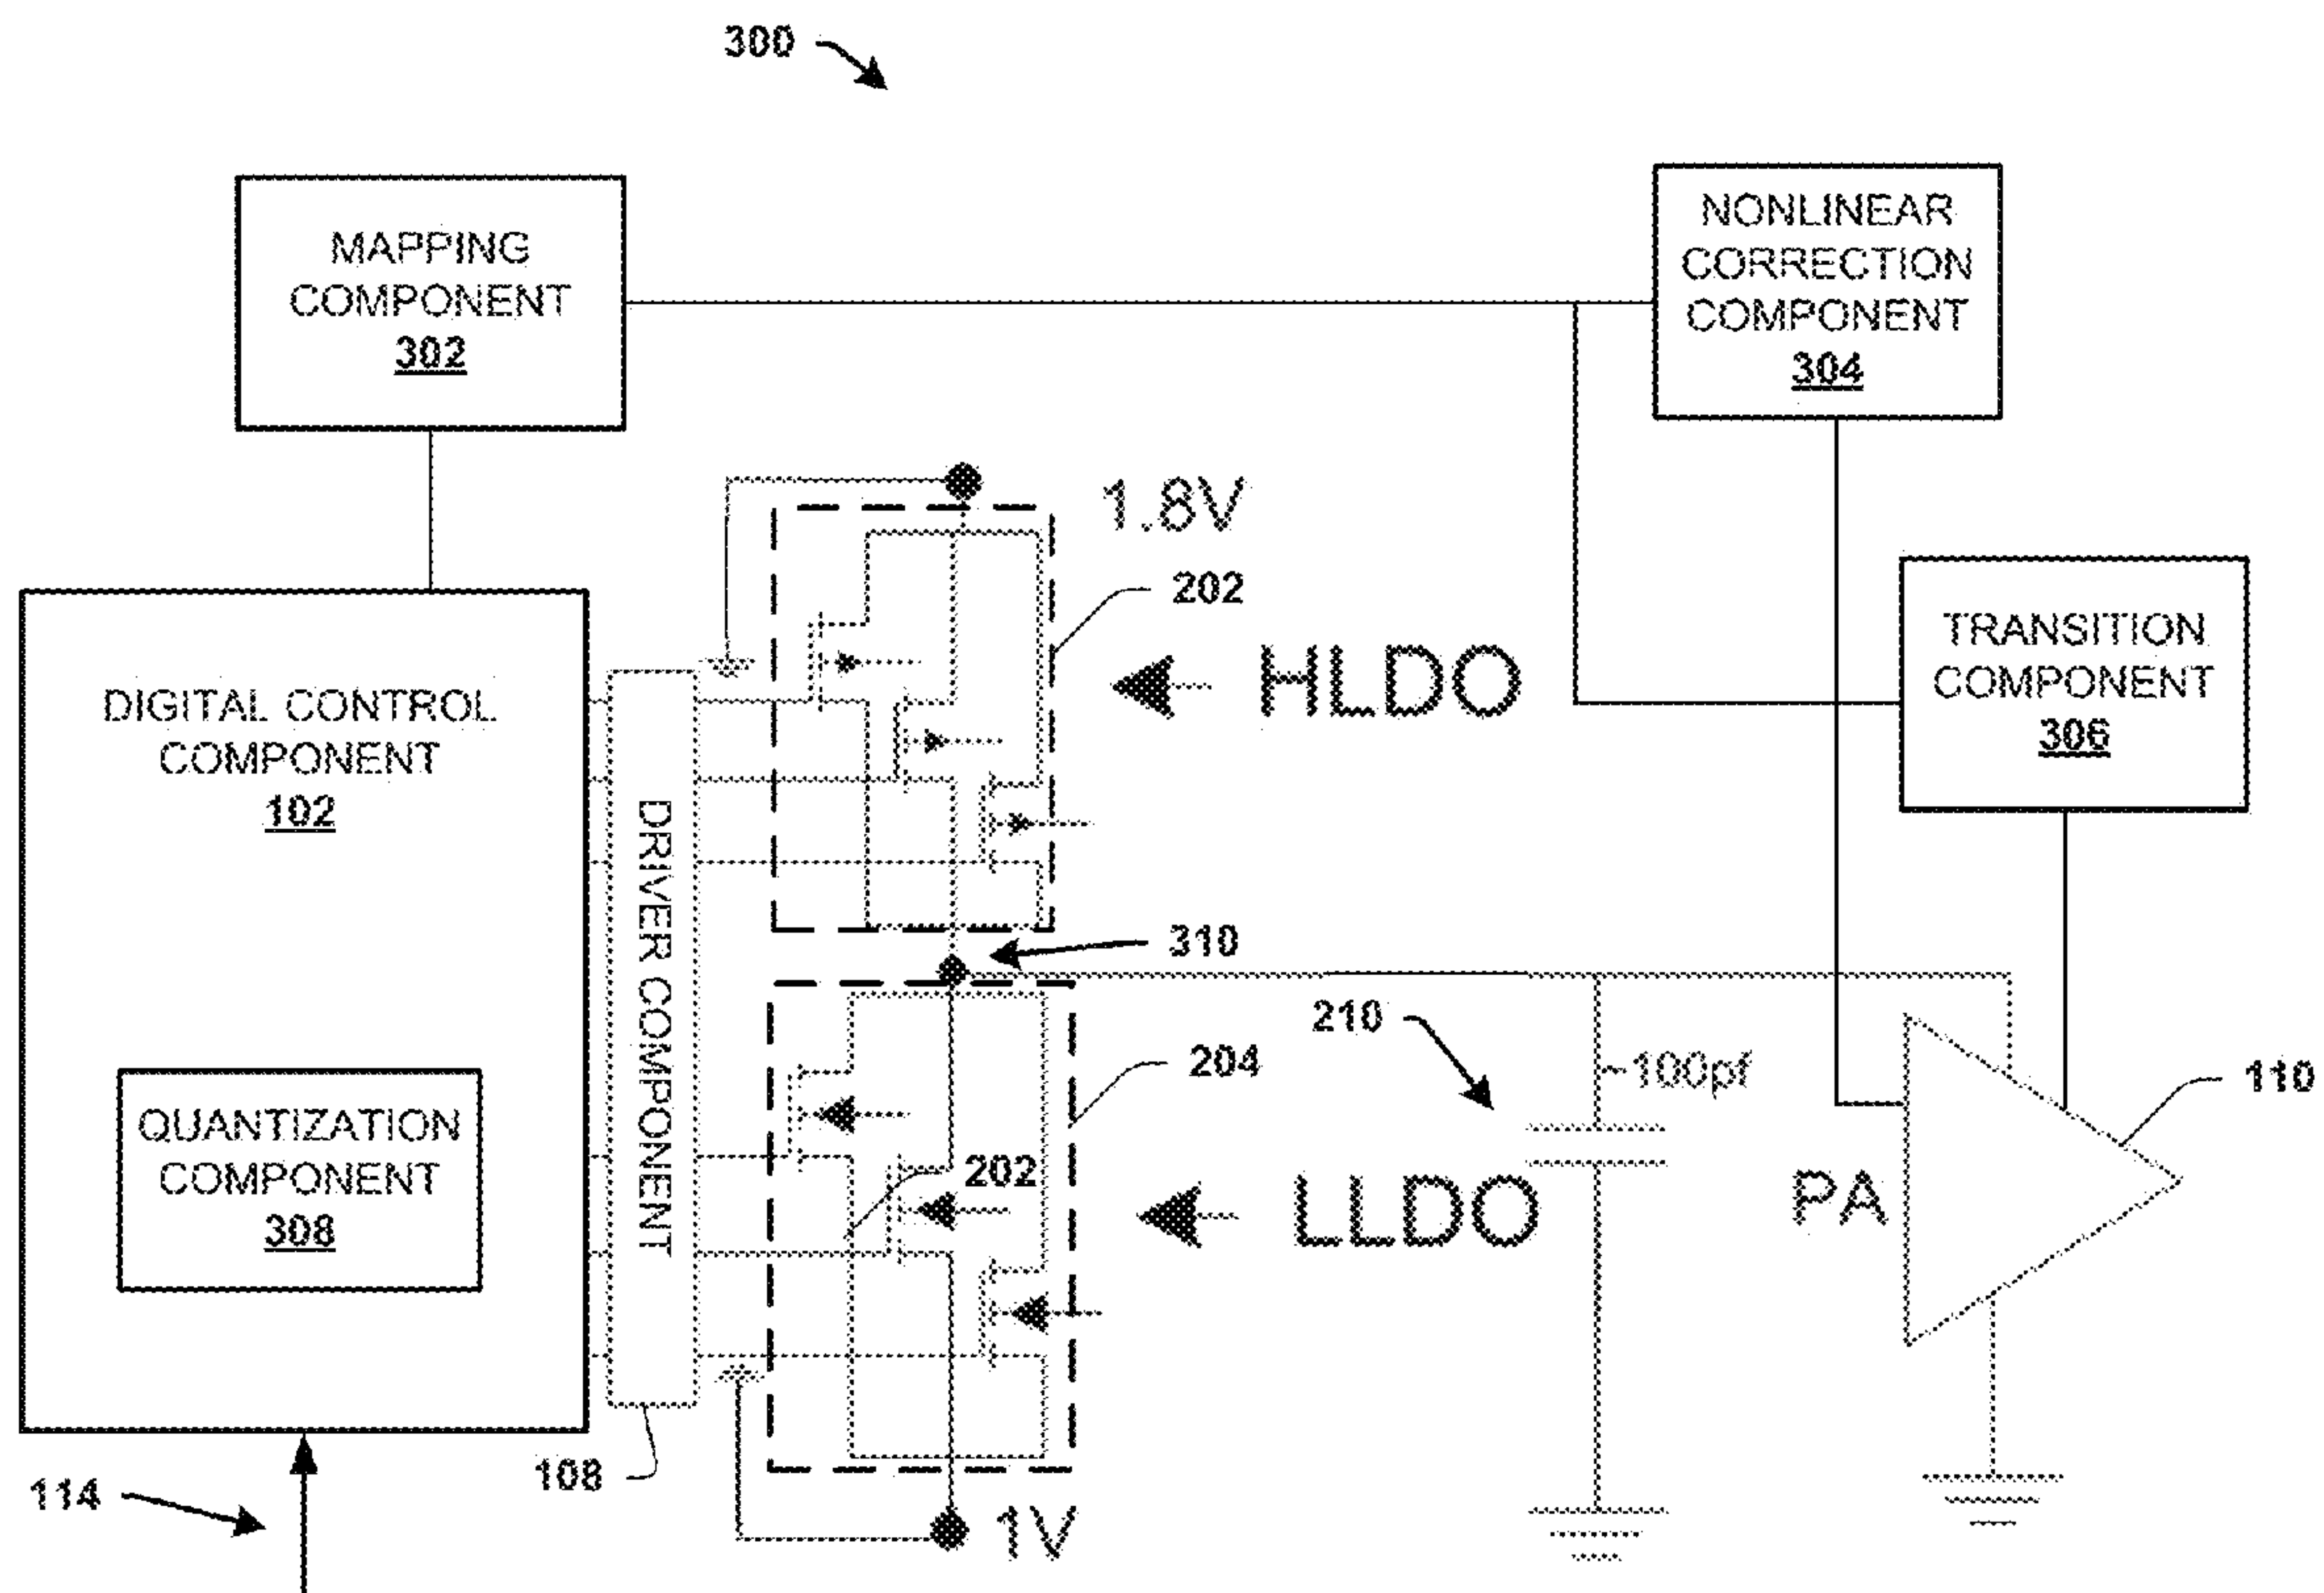 300
MAPPING
COMPONENT
302
NONLINEAR
CORRECTION
COMPONENT
304
1.8V
202
HLDO
TRANSITION
COMPONENT
306
DIGITAL CONTROL
COMPONENT
102
DRIVER COMPONENT
310
210
~100pf
204
110
QUANTIZATION
COMPONENT
308
202
LLDO
PA
108
114
1V